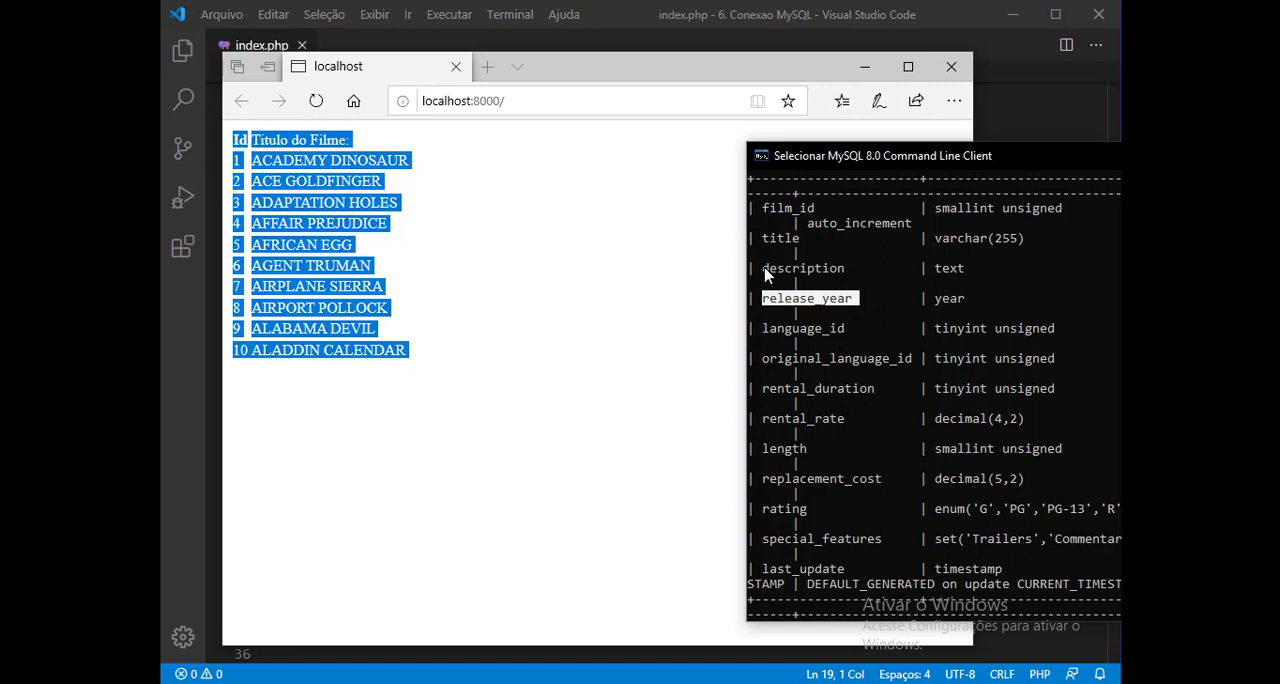 Arquivo Editar Seleção Exibir Ir Executar Terminal Ajuda index.php - 6. Conexao MySQL - Visual Studio Code
index.php
localhost
localhost:8000/
Id Titulo do Filme:
1 ACADEMY DINOSAUR
2 ACE GOLDFINGER
3 ADAPTATION HOLES
4 AFFAIR PREJUDICE
5 AFRICAN EGG
6 AGENT TRUMAN
7 AIRPLANE SIERRA
8 AIRPORT POLLOCK
9 ALABAMA DEVIL
10 ALADDIN CALENDAR
Selecionar MySQL 8.0 Command Line Client
+----------------------+--------------------------
------+-------------------------------------------
| film_id | smallint unsigned
| auto_increment
| title | varchar(255)
|
| description | text
|
| release_year | year
|
| language_id | tinyint unsigned
|
| original_language_id | tinyint unsigned
|
| rental_duration | tinyint unsigned
|
| rental_rate | decimal(4,2)
|
| length | smallint unsigned
|
| replacement_cost | decimal(5,2)
|
| rating | enum('G','PG','PG-13','R'
|
| special_features | set('Trailers','Commentar
|
| last_update | timestamp
STAMP | DEFAULT_GENERATED on update CURRENT_TIMEST
+----------------------+--------------------------
------+-------------------------------------------
Ativar o Windows
Acesse Configurações para ativar o
Windows.
36
0 0 Ln 19, 1 Col Espaços: 4 UTF-8 CRLF PHP